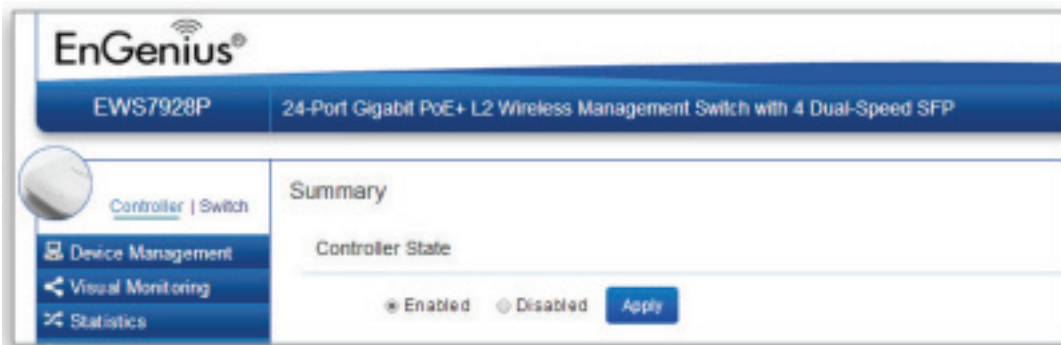 EnGenius®
EWS7928P
24-Port Gigabit PoE+ L2 Wireless Management Switch with 4 Dual-Speed SFP
Controller | Switch
Summary
Device Management
Controller State
Visual Monitoring
Enabled Disabled Apply
Statistics